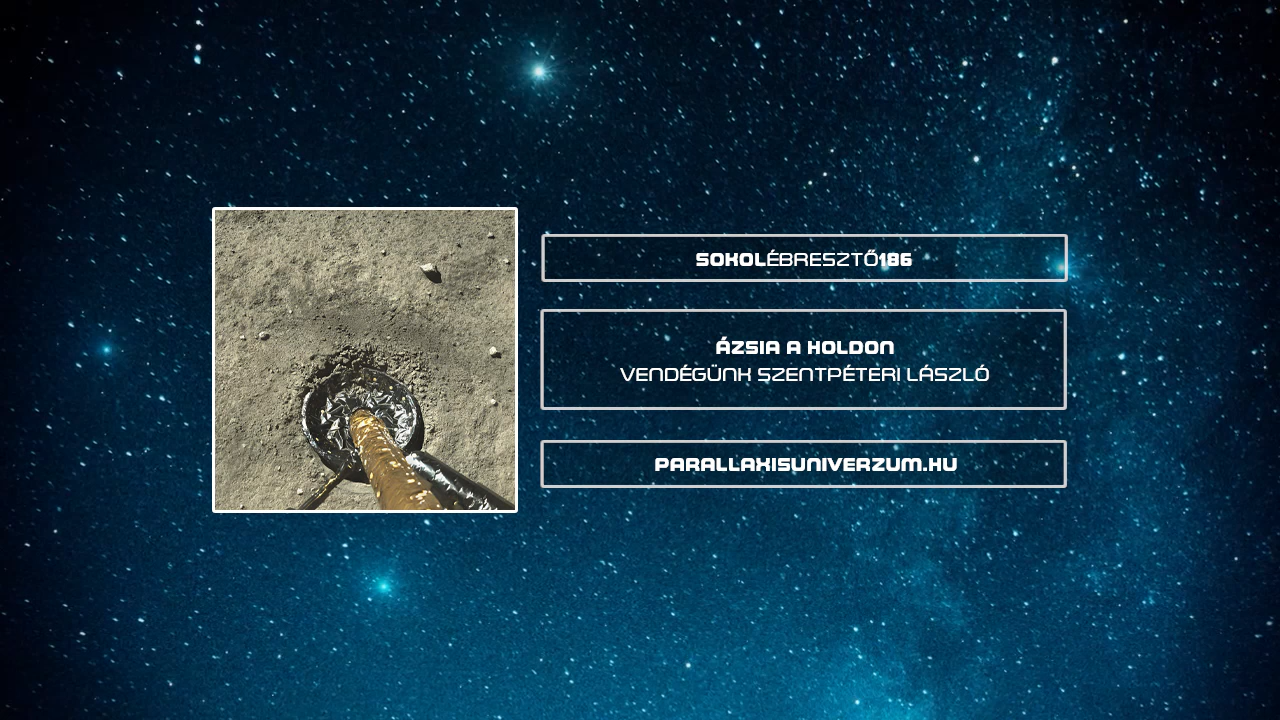 SOKOLÉBRESZTŐ186
ÁZSIA A HOLDON
VENDÉGÜNK SZENTPÉTERI LÁSZLÓ
PARALLAXISUNIVERZUM.HU